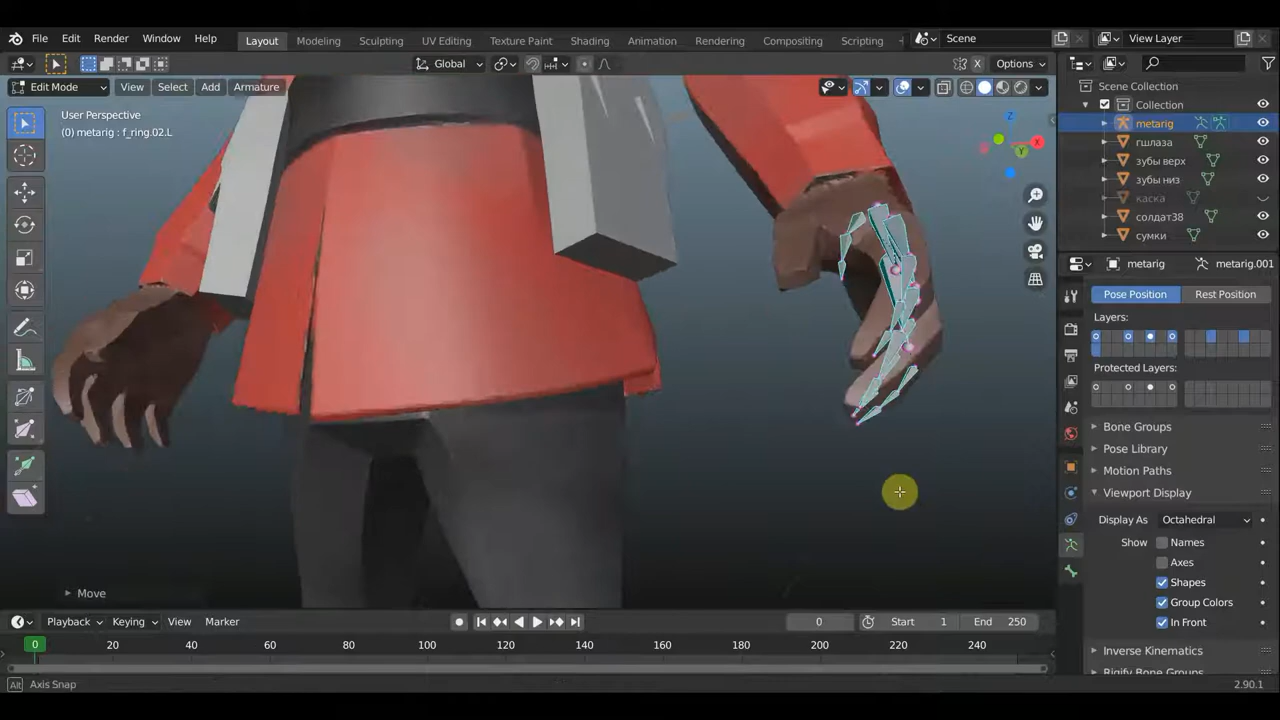 File Edit Render Window Help Layout Modeling Sculpting UV Editing Texture Paint Shading Animation Rendering Compositing Scripting Scene View Layer
Global Options
Edit Mode View Select Add Armature
User Perspective
(0) metarig : f_ring.02.L
Z
X
Y
Move
Scene Collection
Collection
metarig
гшлаза
зубы верх
зубы низ
каска
солдат38
сумки
metarig metarig.001
Pose Position Rest Position
Layers:
Protected Layers:
Bone Groups
Pose Library
Motion Paths
Viewport Display
Display As Octahedral
Show Names
Axes
Shapes
Group Colors
In Front
Inverse Kinematics
Rigify Bone Groups
Playback Keying View Marker 0 Start 1 End 250
0 20 40 60 80 100 120 140 160 180 200 220 240
Alt Axis Snap 2.90.1